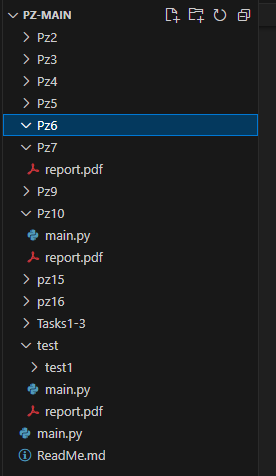 PZ-MAIN
Pz2
Pz3
Pz4
Pz5
Pz6
Pz7
report.pdf
Pz9
Pz10
main.py
report.pdf
pz15
pz16
Tasks1-3
test
test1
main.py
report.pdf
main.py
ReadMe.md